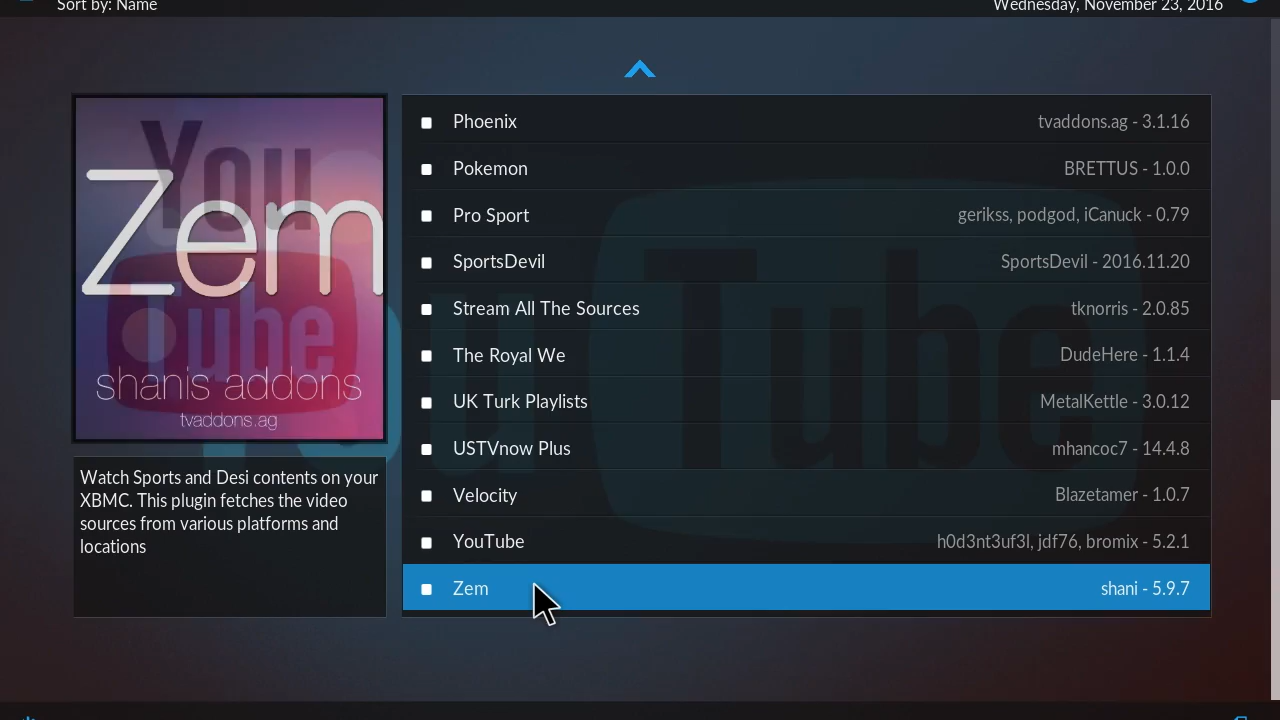 Sort by: Name
Wednesday, November 23, 2016
You
Zem
Tube
shanis addons
tvaddons.ag
Watch Sports and Desi contents on your
XBMC. This plugin fetches the video
sources from various platforms and
locations
You Tube
Phoenix tvaddons.ag - 3.1.16
Pokemon BRETTUS - 1.0.0
Pro Sport gerikss, podgod, iCanuck - 0.79
SportsDevil SportsDevil - 2016.11.20
Stream All The Sources tknorris - 2.0.85
The Royal We DudeHere - 1.1.4
UK Turk Playlists MetalKettle - 3.0.12
USTVnow Plus mhancoc7 - 14.4.8
Velocity Blazetamer - 1.0.7
YouTube h0d3nt3uf3l, jdf76, bromix - 5.2.1
Zem shani - 5.9.7